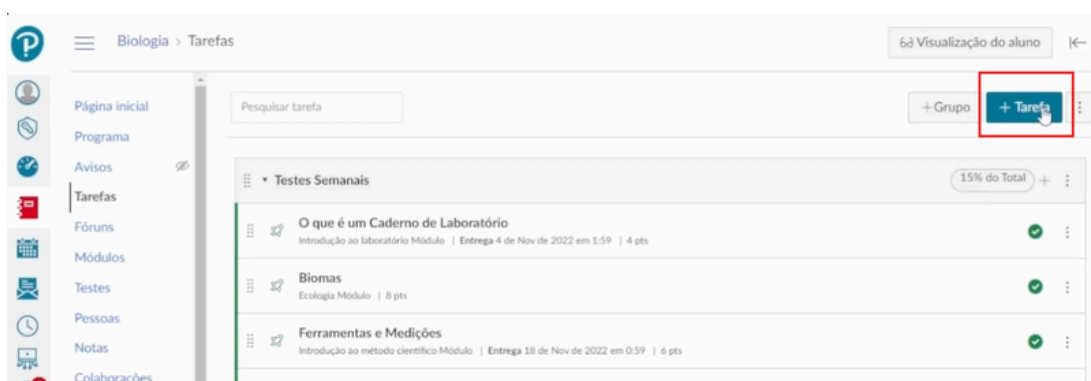 P
Biologia > Tarefas
Visualização do aluno
Página inicial
Programa
Avisos
Tarefas
Fóruns
Módulos
Testes
Pessoas
Notas
Colaborações
Pesquisar tarefa
+Grupo
+ Tarefa
Testes Semanais
15% do Total +
O que é um Caderno de Laboratório
Introdução ao laboratório Módulo | Entrega 4 de Nov de 2022 em 1:59 | 4 pts
Biomas
Ecologia Módulo | 8 pts
Ferramentas e Medições
Introdução ao método científico Módulo | Entrega 18 de Nov de 2022 em 0:59 | 6 pts